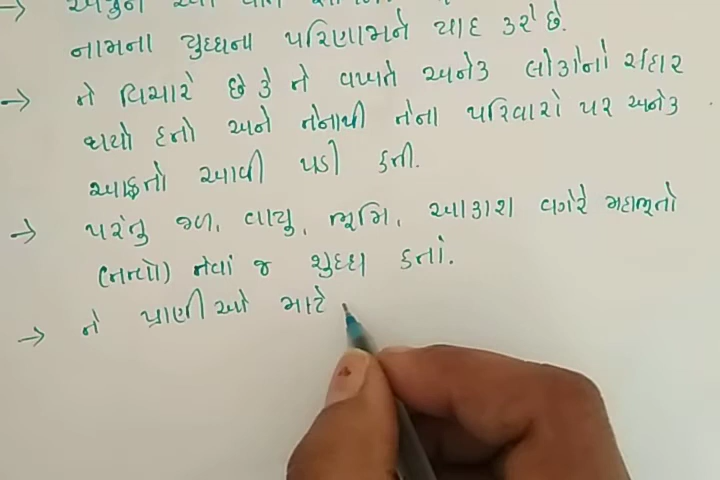 →
નામના યુદ્ધના પરિણામને યાદ કરે છે.
→ તે વિચારે છે કે તે વખતે અનેક લોકોનો સંહાર
થયો હતો અને તેનાથી તેના પરિવારો પર અનેક
આફતો આવી પડી હતી.
→ પરંતુ જળ, વાયુ, ભૂમિ, આકાશ વગેરે મહાભૂતો
(તત્ત્વો) તેવાં જ શુદ્ધ હતાં.
→ તે પ્રાણીઓ માટે